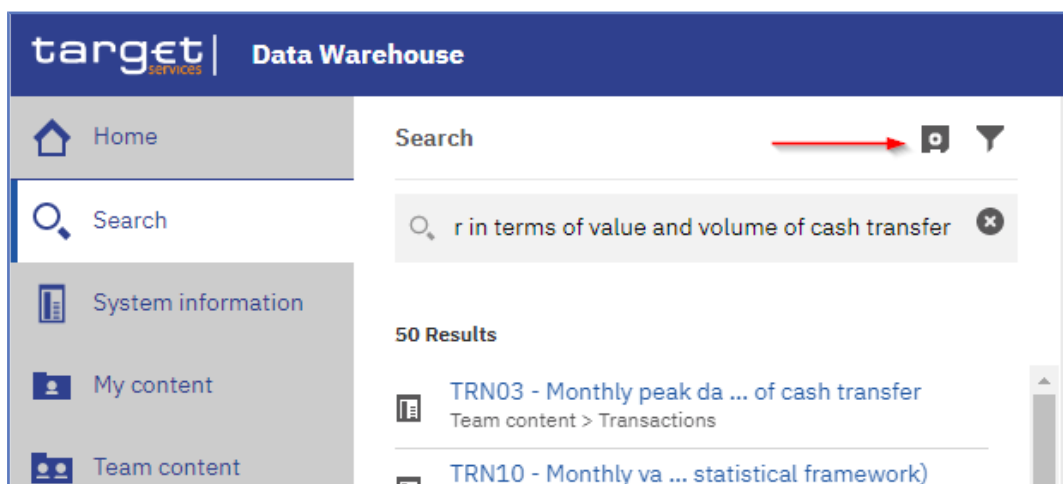 target| Data Warehouse
services
Home
Search
System information
My content
Team content
Search
r in terms of value and volume of cash transfer
50 Results
TRN03 - Monthly peak da ... of cash transfer
Team content > Transactions
TRN10 - Monthly va ... statistical framework)